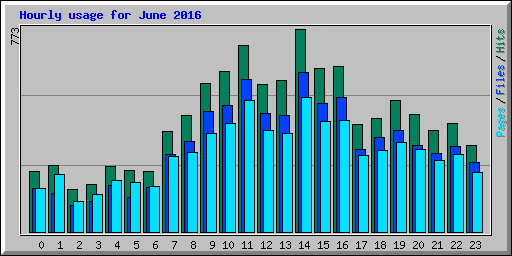 Hourly usage for June 2016
773
Pages/Files/Hits
0 1 2 3 4 5 6 7 8 9 10 11 12 13 14 15 16 17 18 19 20 21 22 23